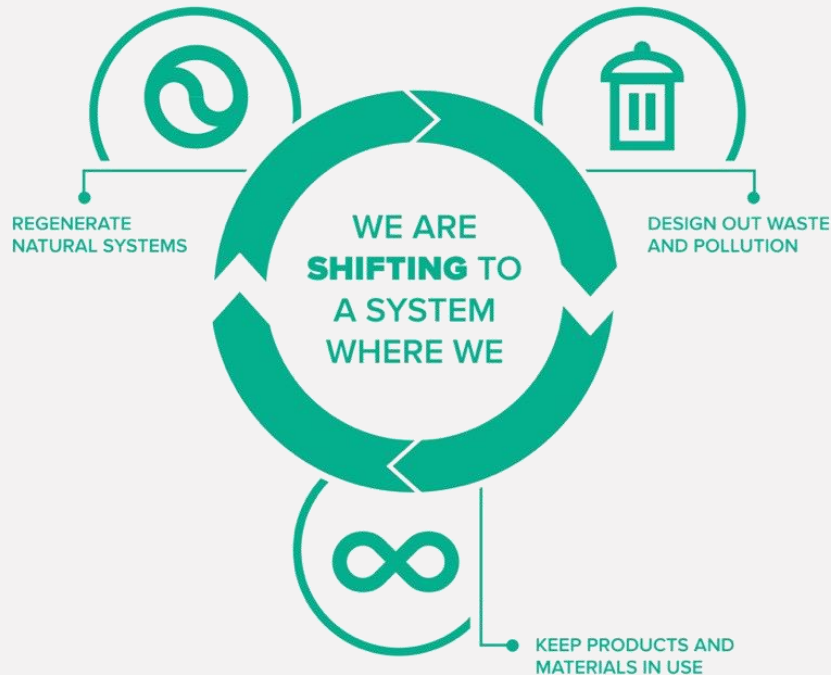 WE ARE
SHIFTING TO
A SYSTEM
WHERE WE
REGENERATE
NATURAL SYSTEMS
DESIGN OUT WASTE
AND POLLUTION
KEEP PRODUCTS AND
MATERIALS IN USE